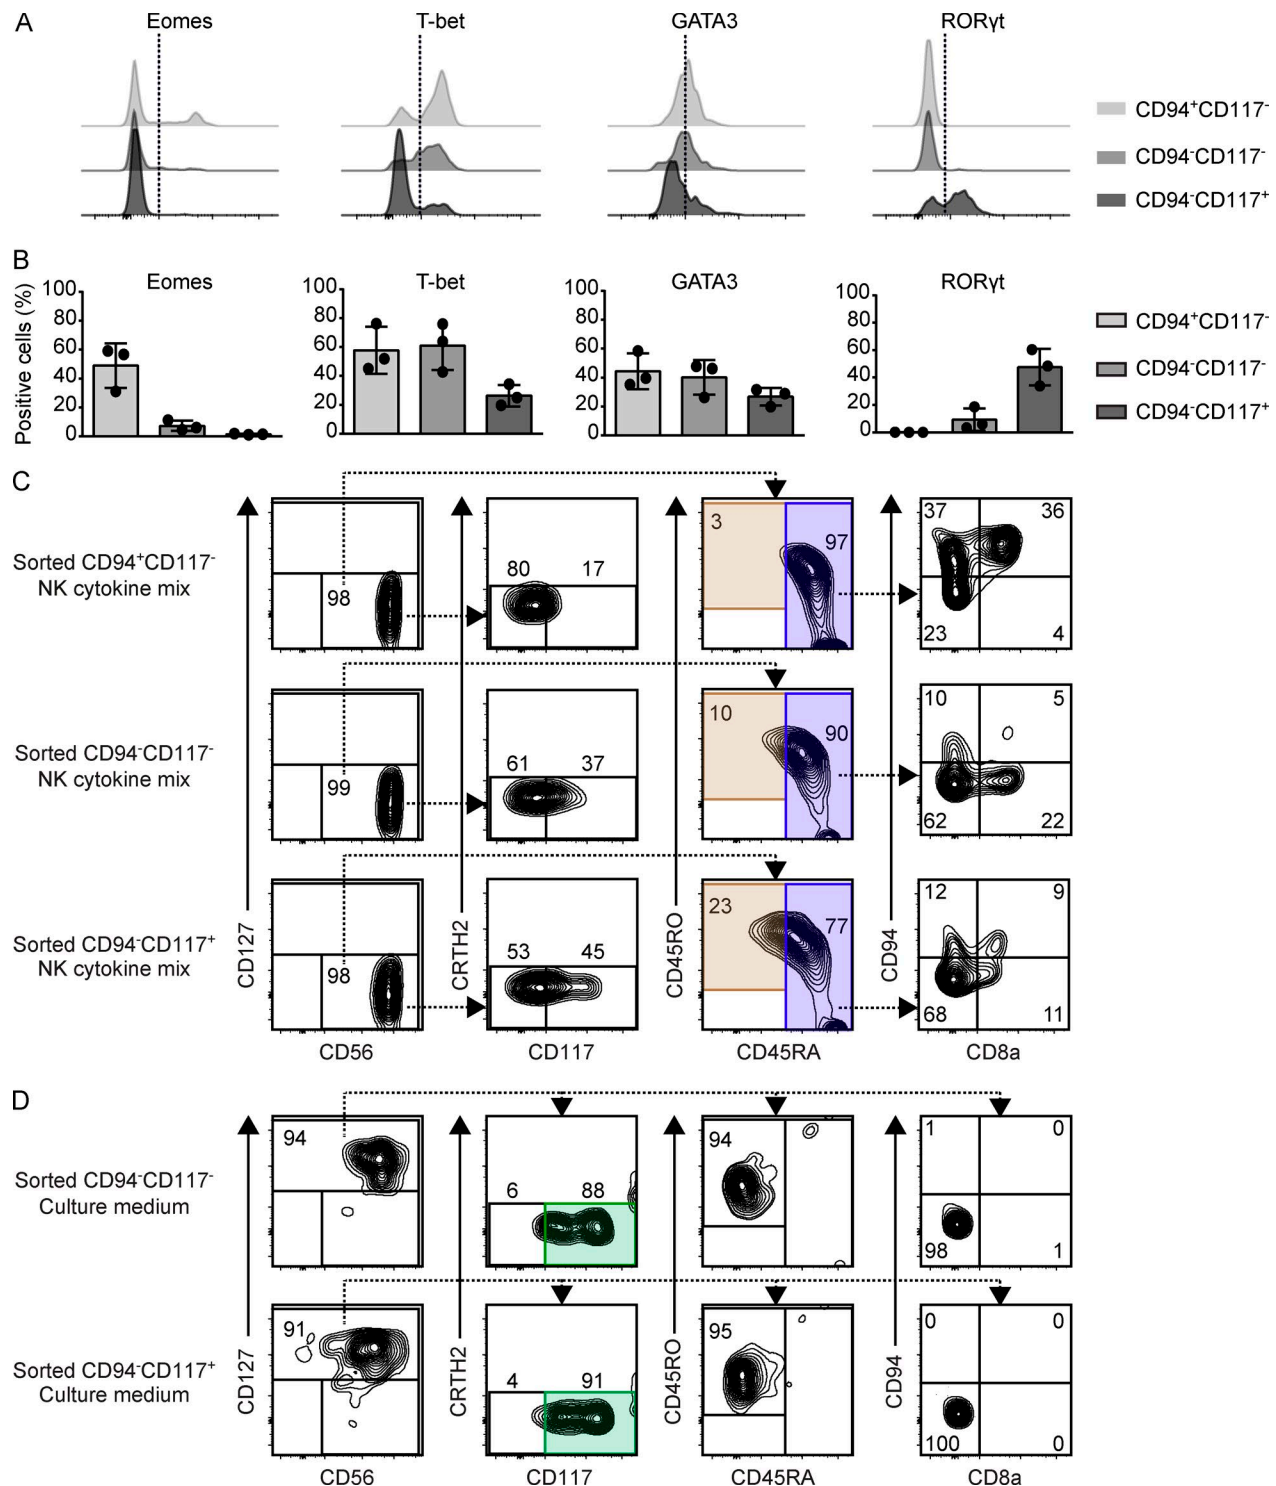 A
Eomes
T-bet
GATA3
RORγt
CD94⁺CD117⁻
CD94⁻CD117⁻
CD94⁻CD117⁺
B
Eomes
T-bet
GATA3
RORγt
Positive cells (%)
100
80
60
40
20
0
100
80
60
40
20
0
100
80
60
40
20
0
100
80
60
40
20
0
CD94⁺CD117⁻
CD94⁻CD117⁻
CD94⁻CD117⁺
C
Sorted CD94⁺CD117⁻
NK cytokine mix
98
80 17
3
97
37 36
23 4
Sorted CD94⁻CD117⁻
NK cytokine mix
99
61 37
10
90
10 5
62 22
Sorted CD94⁻CD117⁺
NK cytokine mix
98
53 45
23
77
12 9
68 11
CD127
CRTH2
CD45RO
CD94
CD56
CD117
CD45RA
CD8a
D
Sorted CD94⁻CD117⁻
Culture medium
94
6 88
94
1 0
98 1
Sorted CD94⁻CD117⁺
Culture medium
91
4 91
95
0 0
100 0
CD127
CRTH2
CD45RO
CD94
CD127
CRTH2
CD45RO
CD94
CD56
CD117
CD45RA
CD8a